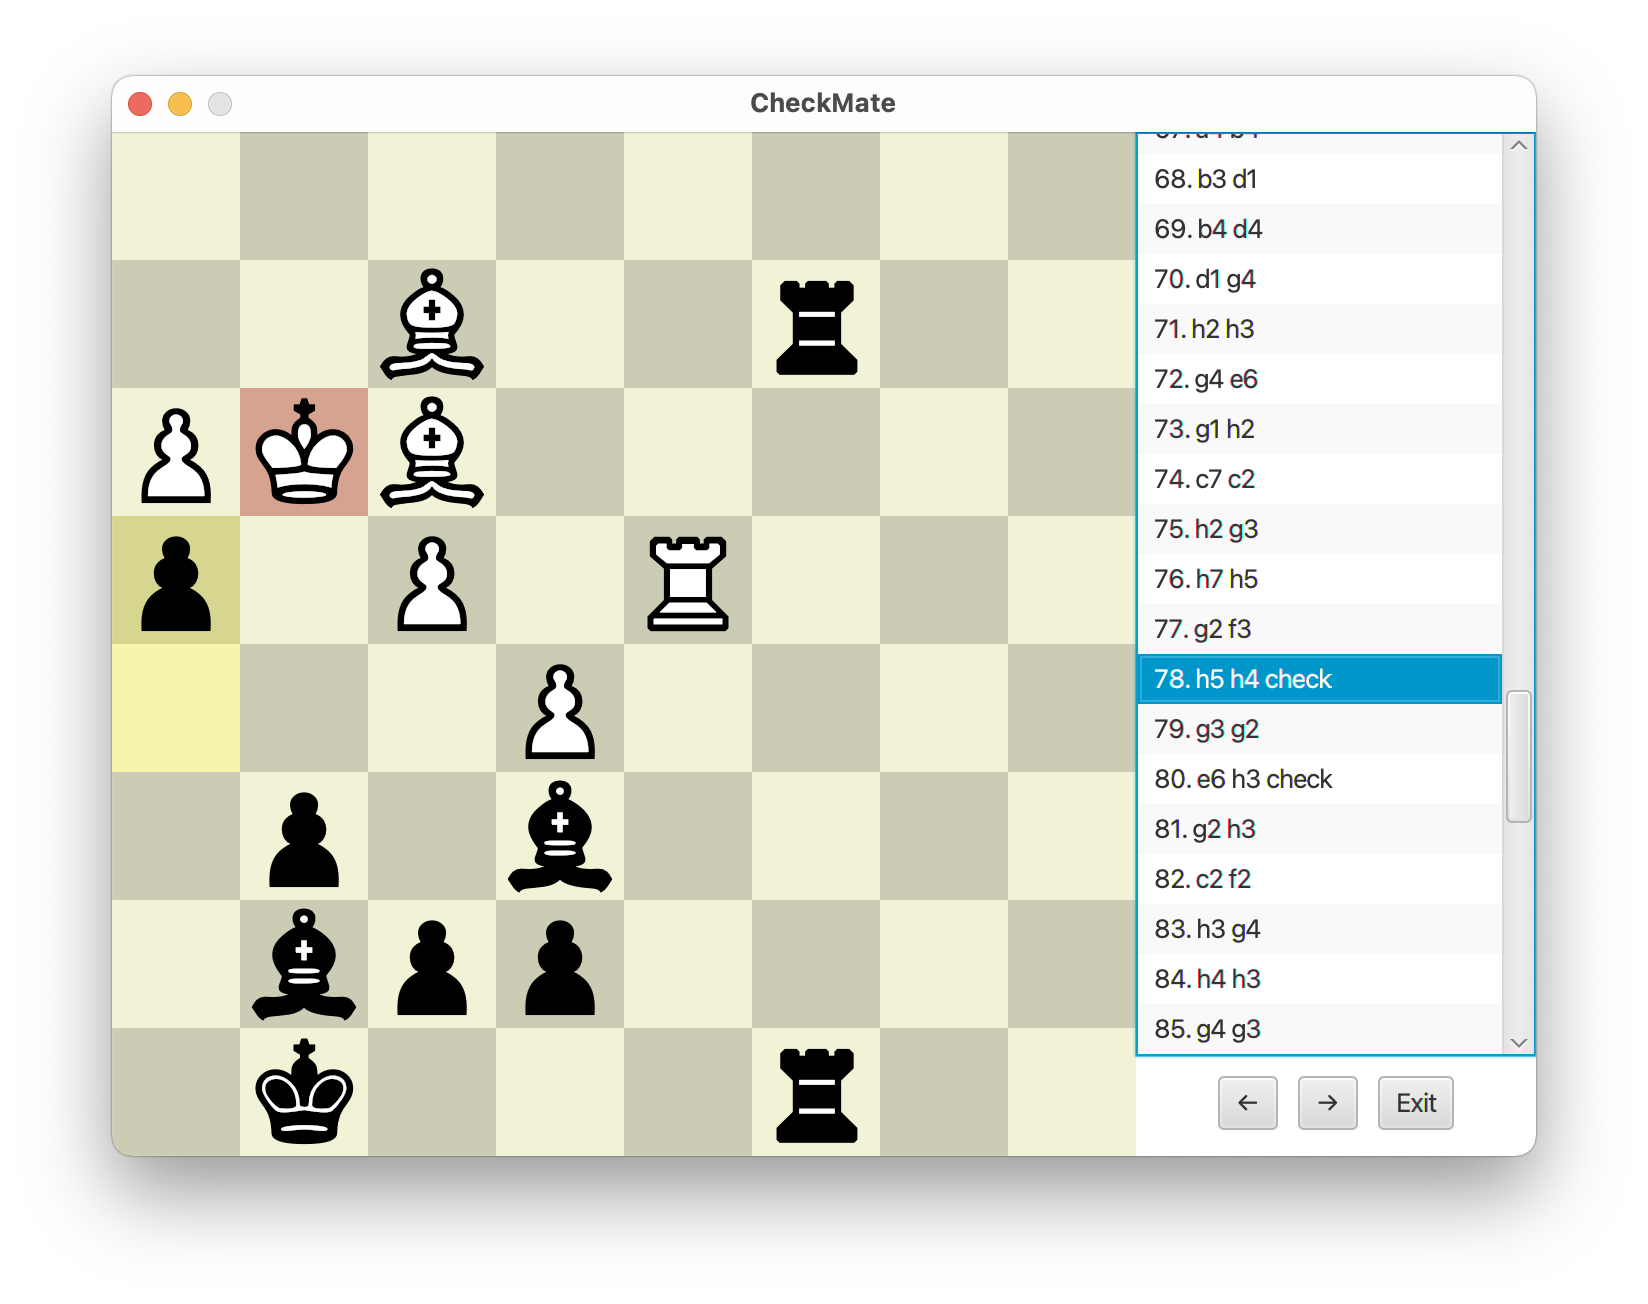 CheckMate
68. b3 d1
69. b4 d4
70. d1 g4
71. h2 h3
72. g4 e6
73. g1 h2
74. c7 c2
75. h2 g3
76. h7 h5
77. g2 f3
78. h5 h4 check
79. g3 g2
80. e6 h3 check
81. g2 h3
82. c2 f2
83. h3 g4
84. h4 h3
85. g4 g3
← → Exit